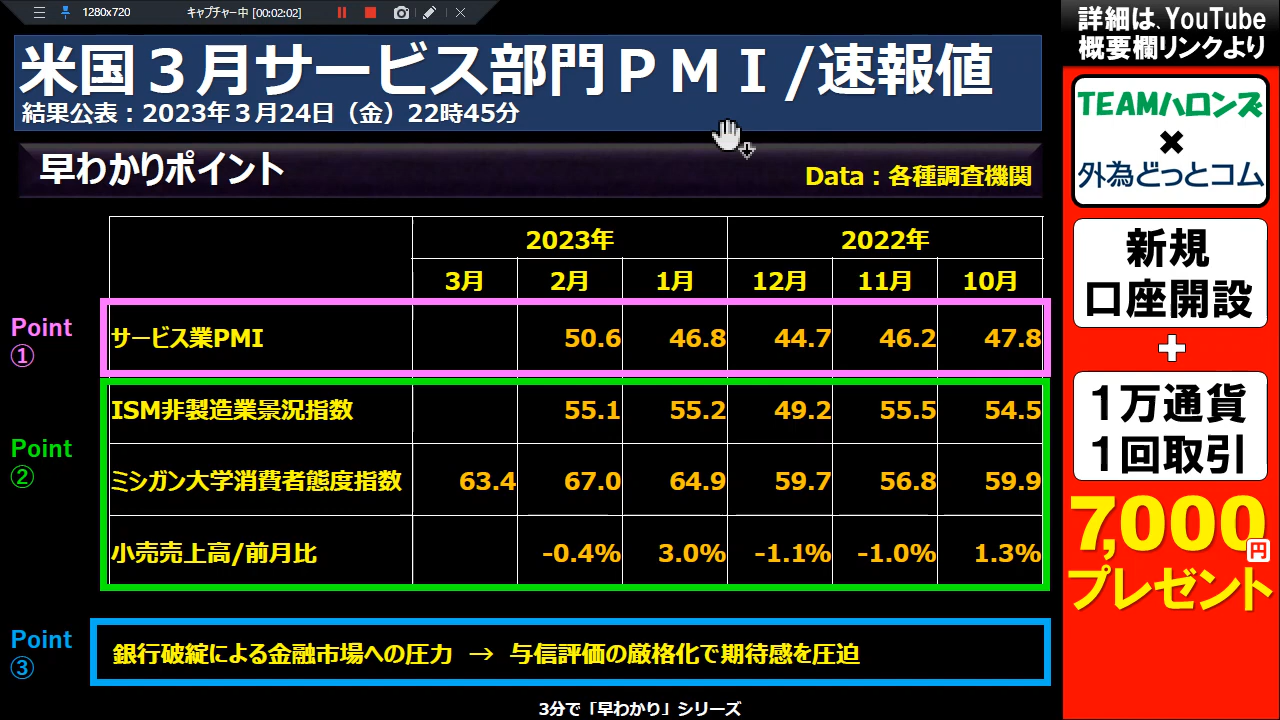 1280x720 キャプチャー中 [00:02:02]
米国３月サービス部門ＰＭＩ/速報値
結果公表：2023年３月24日（金）22時45分
早わかりポイント
Data：各種調査機関
2023年 2022年
3月 2月 1月 12月 11月 10月
Point ①
サービス業PMI 50.6 46.8 44.7 46.2 47.8
Point ②
ISM非製造業景況指数 55.1 55.2 49.2 55.5 54.5
ミシガン大学消費者態度指数 63.4 67.0 64.9 59.7 56.8 59.9
小売売上高/前月比 -0.4% 3.0% -1.1% -1.0% 1.3%
Point ③
銀行破綻による金融市場への圧力 → 与信評価の厳格化で期待感を圧迫
3分で「早わかり」シリーズ
詳細は、YouTube
概要欄リンクより
TEAMハロンズ
×
外為どっとコム
新規
口座開設
+
１万通貨
１回取引
7,000円
プレゼント